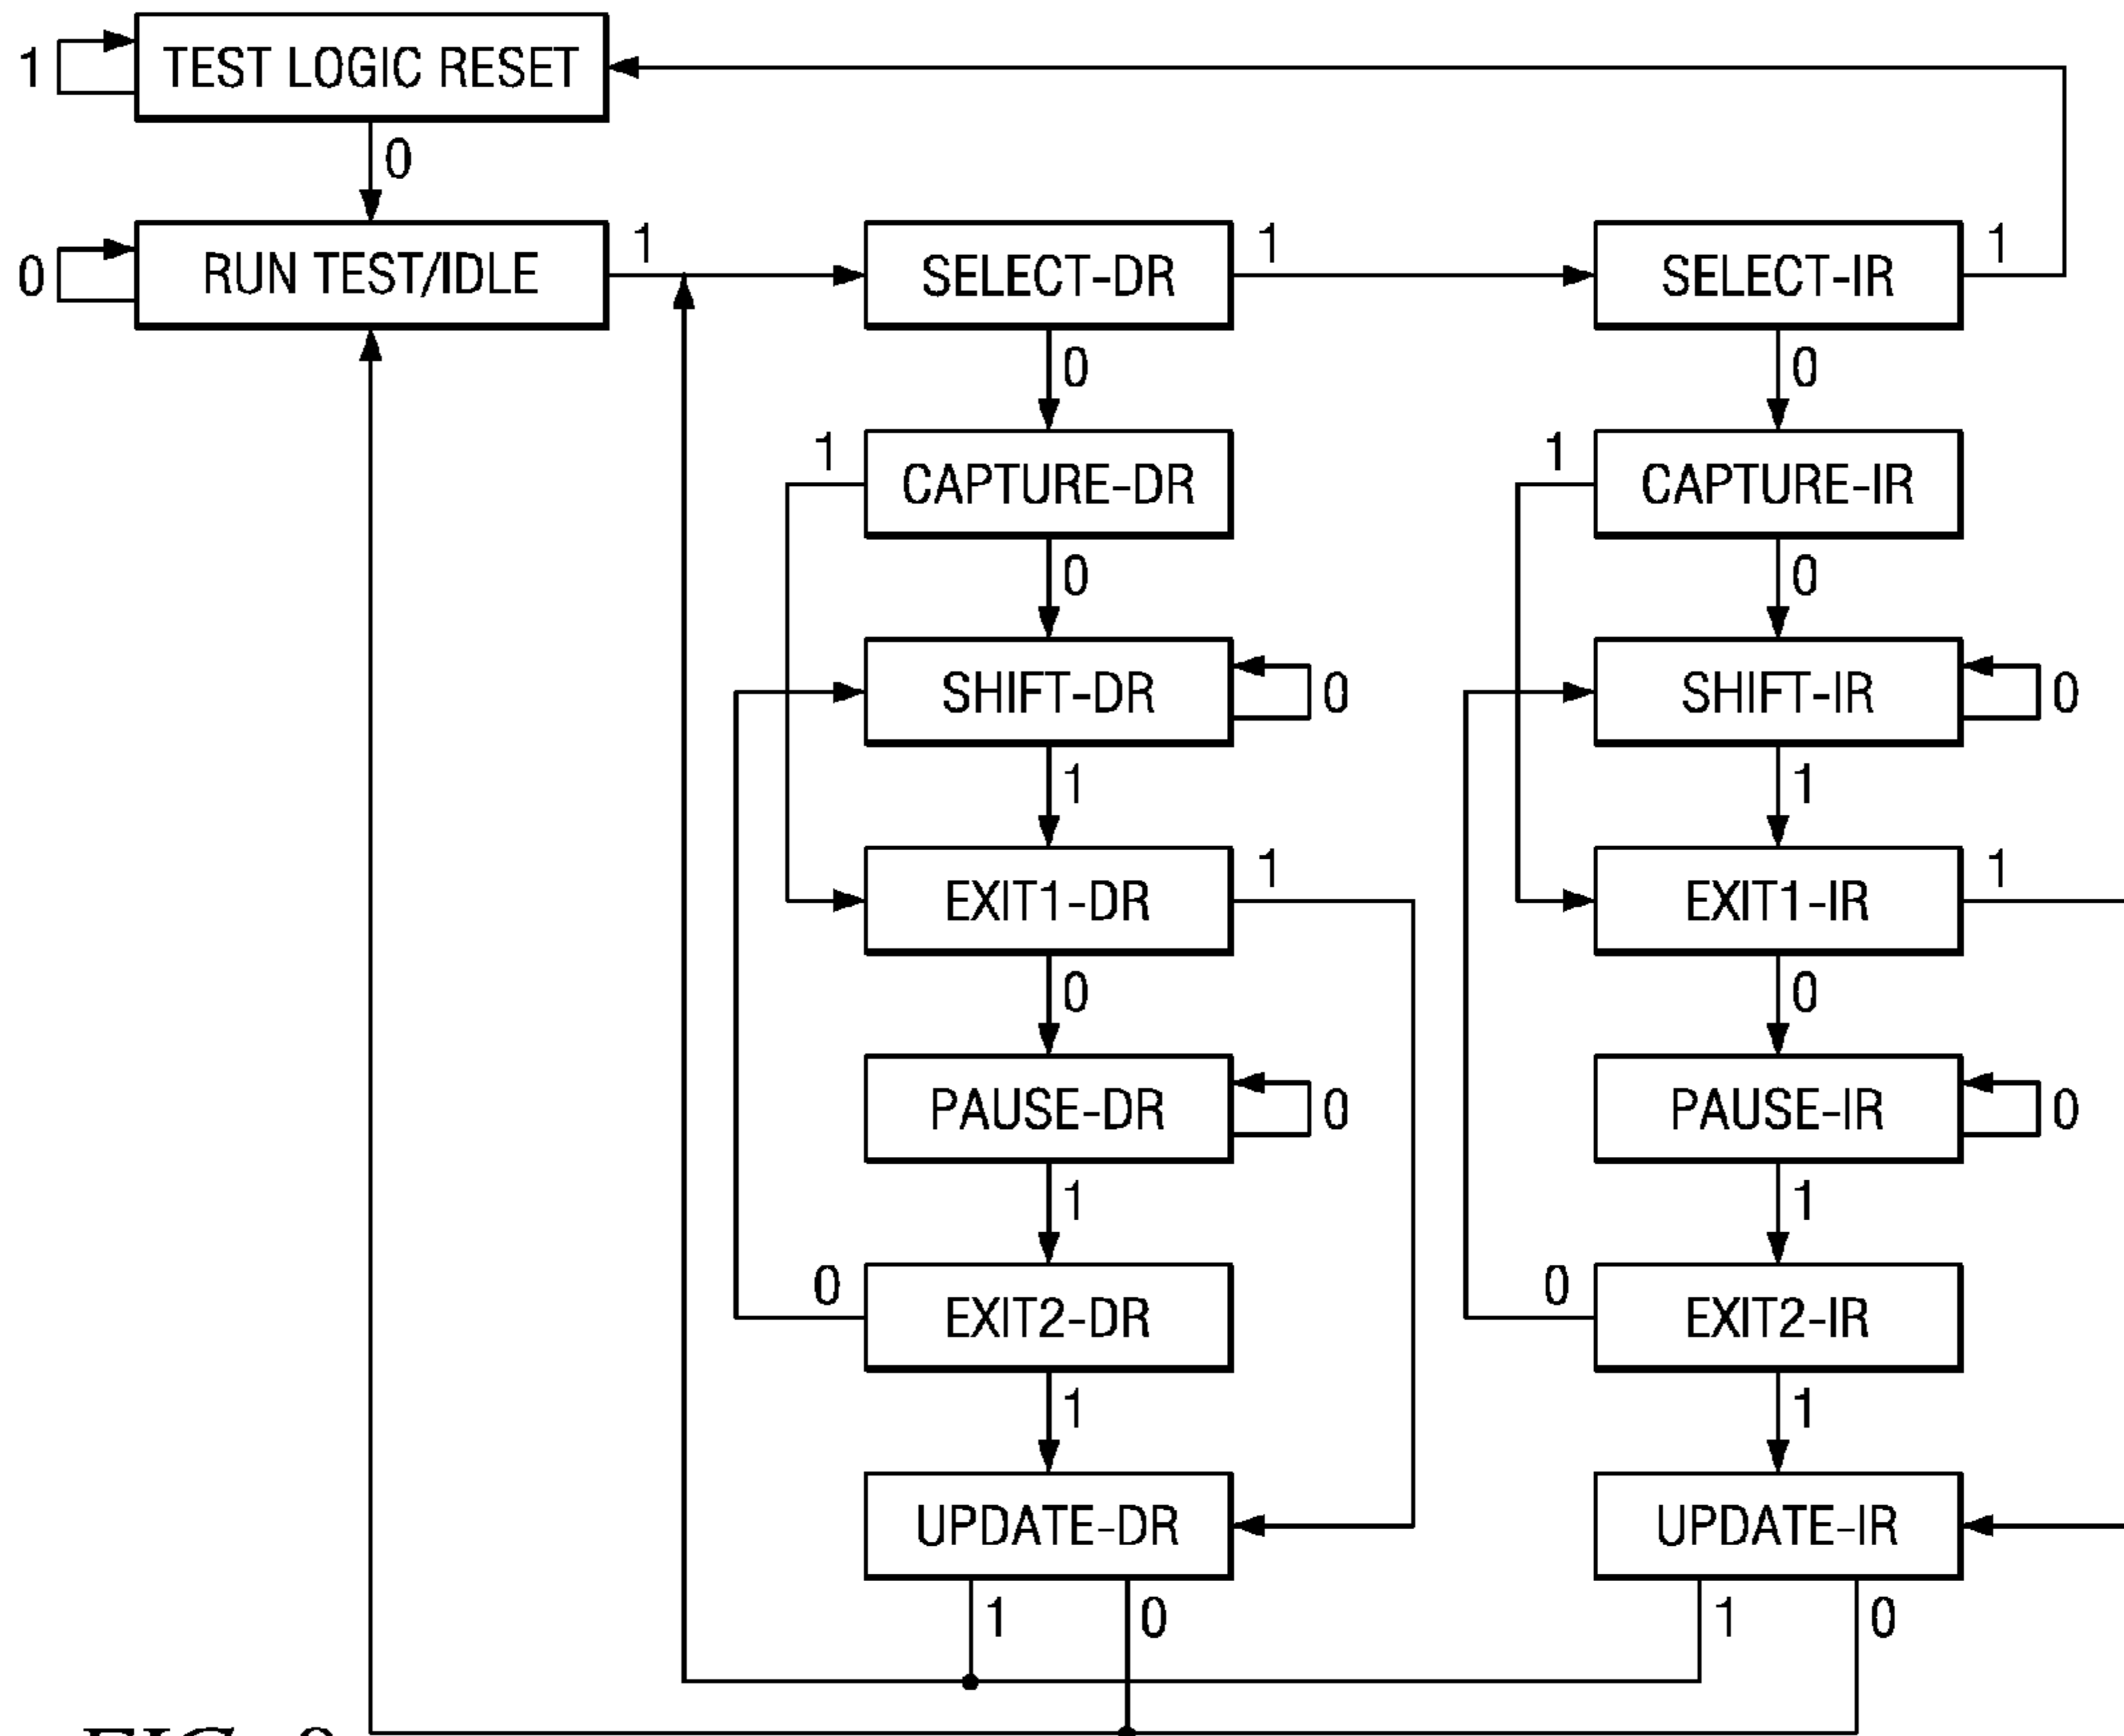 1
TEST LOGIC RESET
0
0
RUN TEST/IDLE
1
SELECT-DR
1
SELECT-IR
1
0
0
1
CAPTURE-DR
1
CAPTURE-IR
0
0
SHIFT-DR
0
SHIFT-IR
0
1
1
EXIT1-DR
1
EXIT1-IR
1
0
0
PAUSE-DR
0
PAUSE-IR
0
1
1
0
EXIT2-DR
0
EXIT2-IR
1
1
UPDATE-DR
UPDATE-IR
1
0
1
0